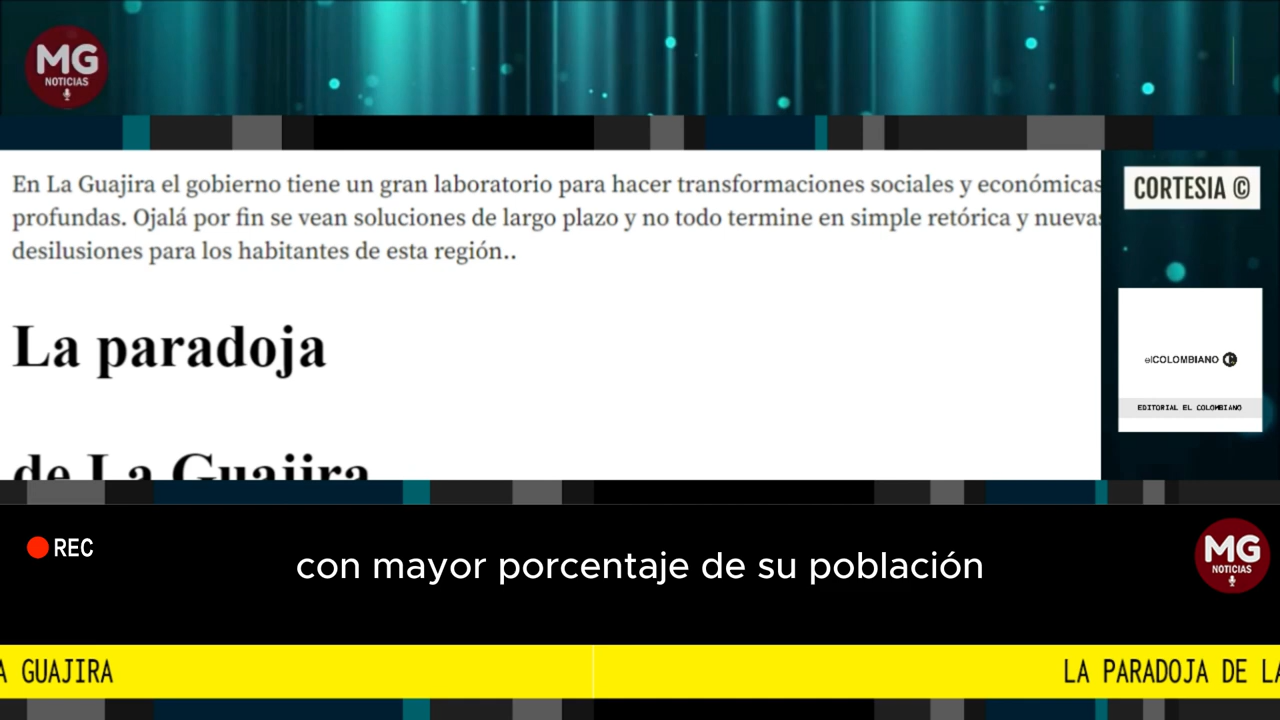 MG
NOTICIAS
En La Guajira el gobierno tiene un gran laboratorio para hacer transformaciones sociales y económicas
profundas. Ojalá por fin se vean soluciones de largo plazo y no todo termine en simple retórica y nuevas
desilusiones para los habitantes de esta región..
CORTESIA ©
La paradoja
de La Guajira
elCOLOMBIANO
EDITORIAL EL COLOMBIANO
REC
con mayor porcentaje de su población
MG
NOTICIAS
A GUAJIRA
LA PARADOJA DE LA